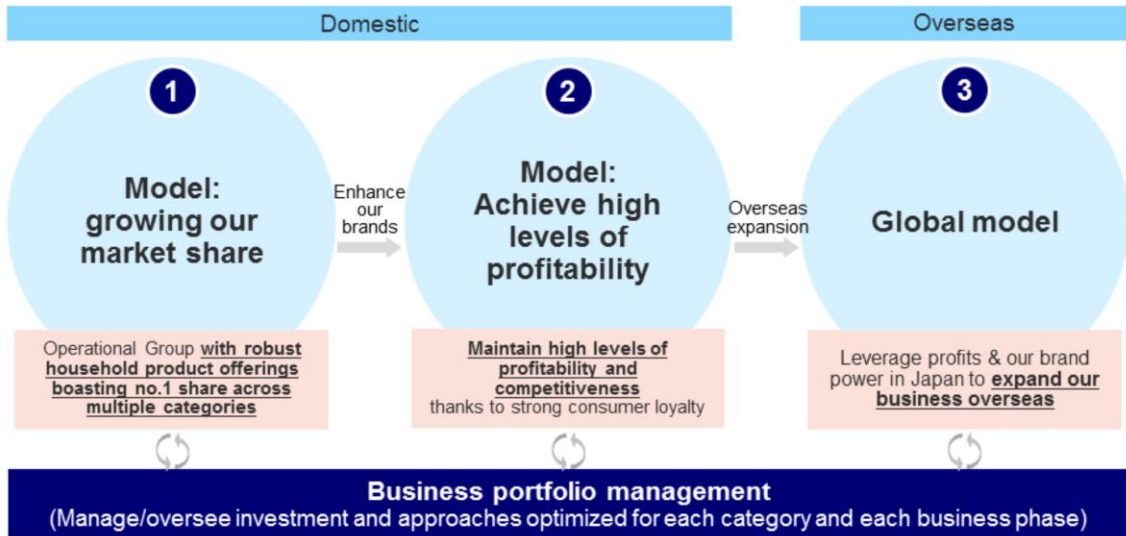 Domestic
Overseas
1
Model:
growing our
market share
Enhance
our
brands
2
Model:
Achieve high
levels of
profitability
Overseas
expansion
3
Global model
Operational Group with robust
household product offerings
boasting no.1 share across
multiple categories
Maintain high levels of
profitability and
competitiveness
thanks to strong consumer loyalty
Leverage profits & our brand
power in Japan to expand our
business overseas
Business portfolio management
(Manage/oversee investment and approaches optimized for each category and each business phase)